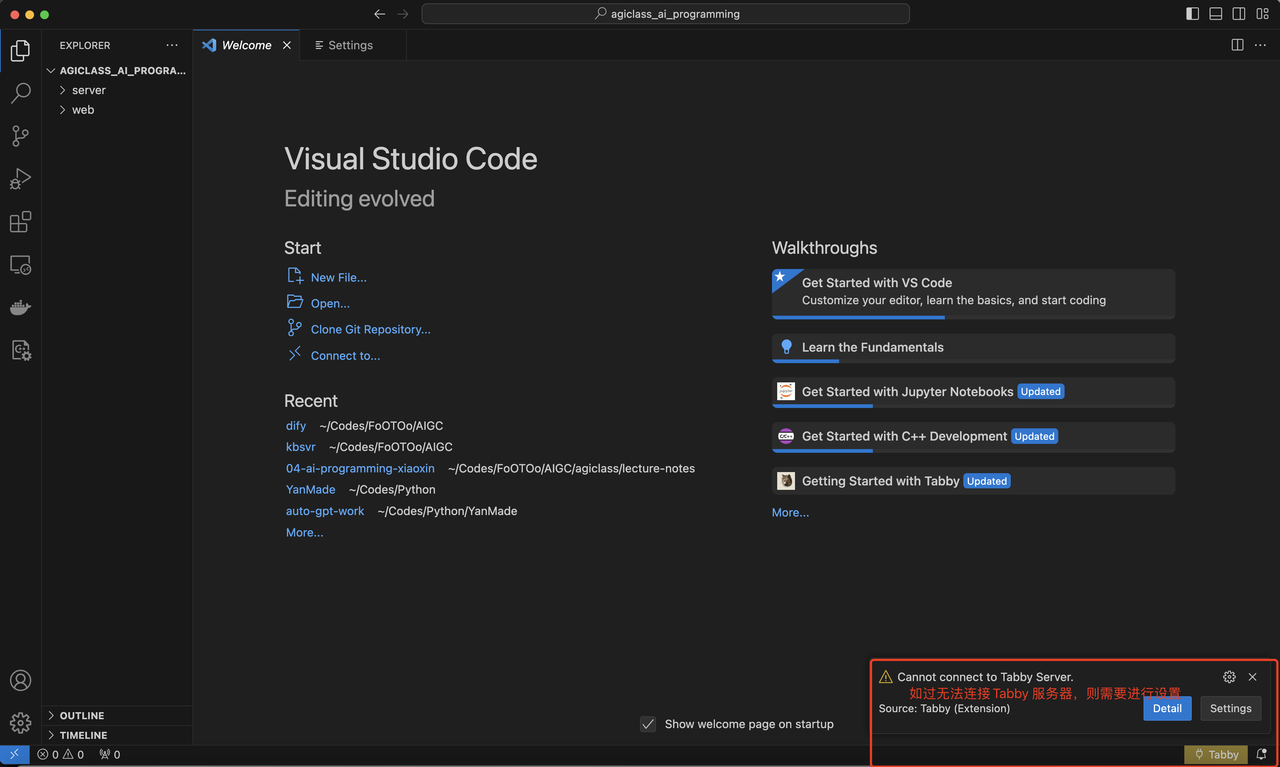 agiclass_ai_programming
EXPLORER
Welcome
Settings
AGICLASS_AI_PROGRA...
server
web
Visual Studio Code
Editing evolved
Start
New File...
Open...
Clone Git Repository...
Connect to...
Recent
dify ~/Codes/FoOTOo/AIGC
kbsvr ~/Codes/FoOTOo/AIGC
04-ai-programming-xiaoxin ~/Codes/FoOTOo/AIGC/agiclass/lecture-notes
YanMade ~/Codes/Python
auto-gpt-work ~/Codes/Python/YanMade
More...
Walkthroughs
Get Started with VS Code
Customize your editor, learn the basics, and start coding
Learn the Fundamentals
Get Started with Jupyter Notebooks Updated
Get Started with C++ Development Updated
Getting Started with Tabby Updated
More...
Show welcome page on startup
Cannot connect to Tabby Server.
如过无法连接 Tabby 服务器，则需要进行设置
Source: Tabby (Extension)
Detail
Settings
OUTLINE
TIMELINE
0 0 0
Tabby